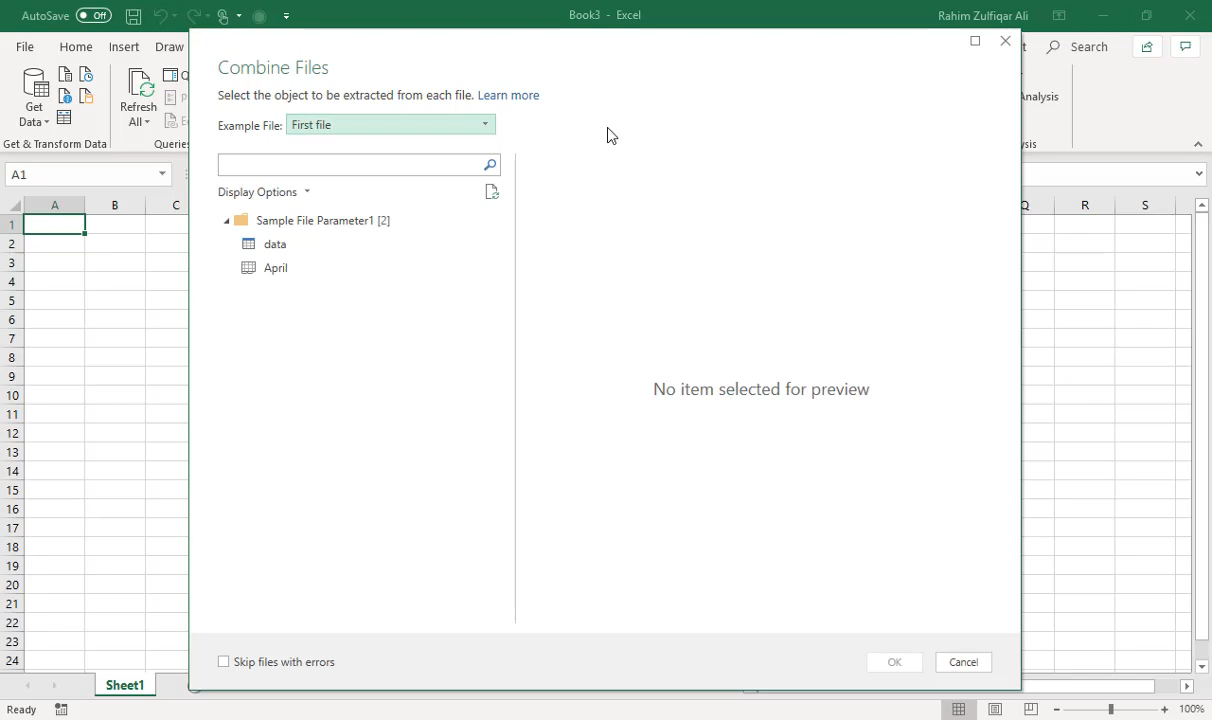 AutoSave Off
Book3 - Excel
Rahim Zulfiqar Ali
File Home Insert Draw
t Search
Get Data
Refresh All
Get & Transform Data
Queries
Analysis
sis
A1
A B C Q R S
1
2
3
4
5
6
7
8
9
10
11
12
13
14
15
16
17
18
19
20
21
22
23
24
Combine Files
Select the object to be extracted from each file. Learn more
Example File: First file
Display Options
Sample File Parameter1 [2]
data
April
No item selected for preview
Skip files with errors
OK Cancel
Sheet1
Ready
100%